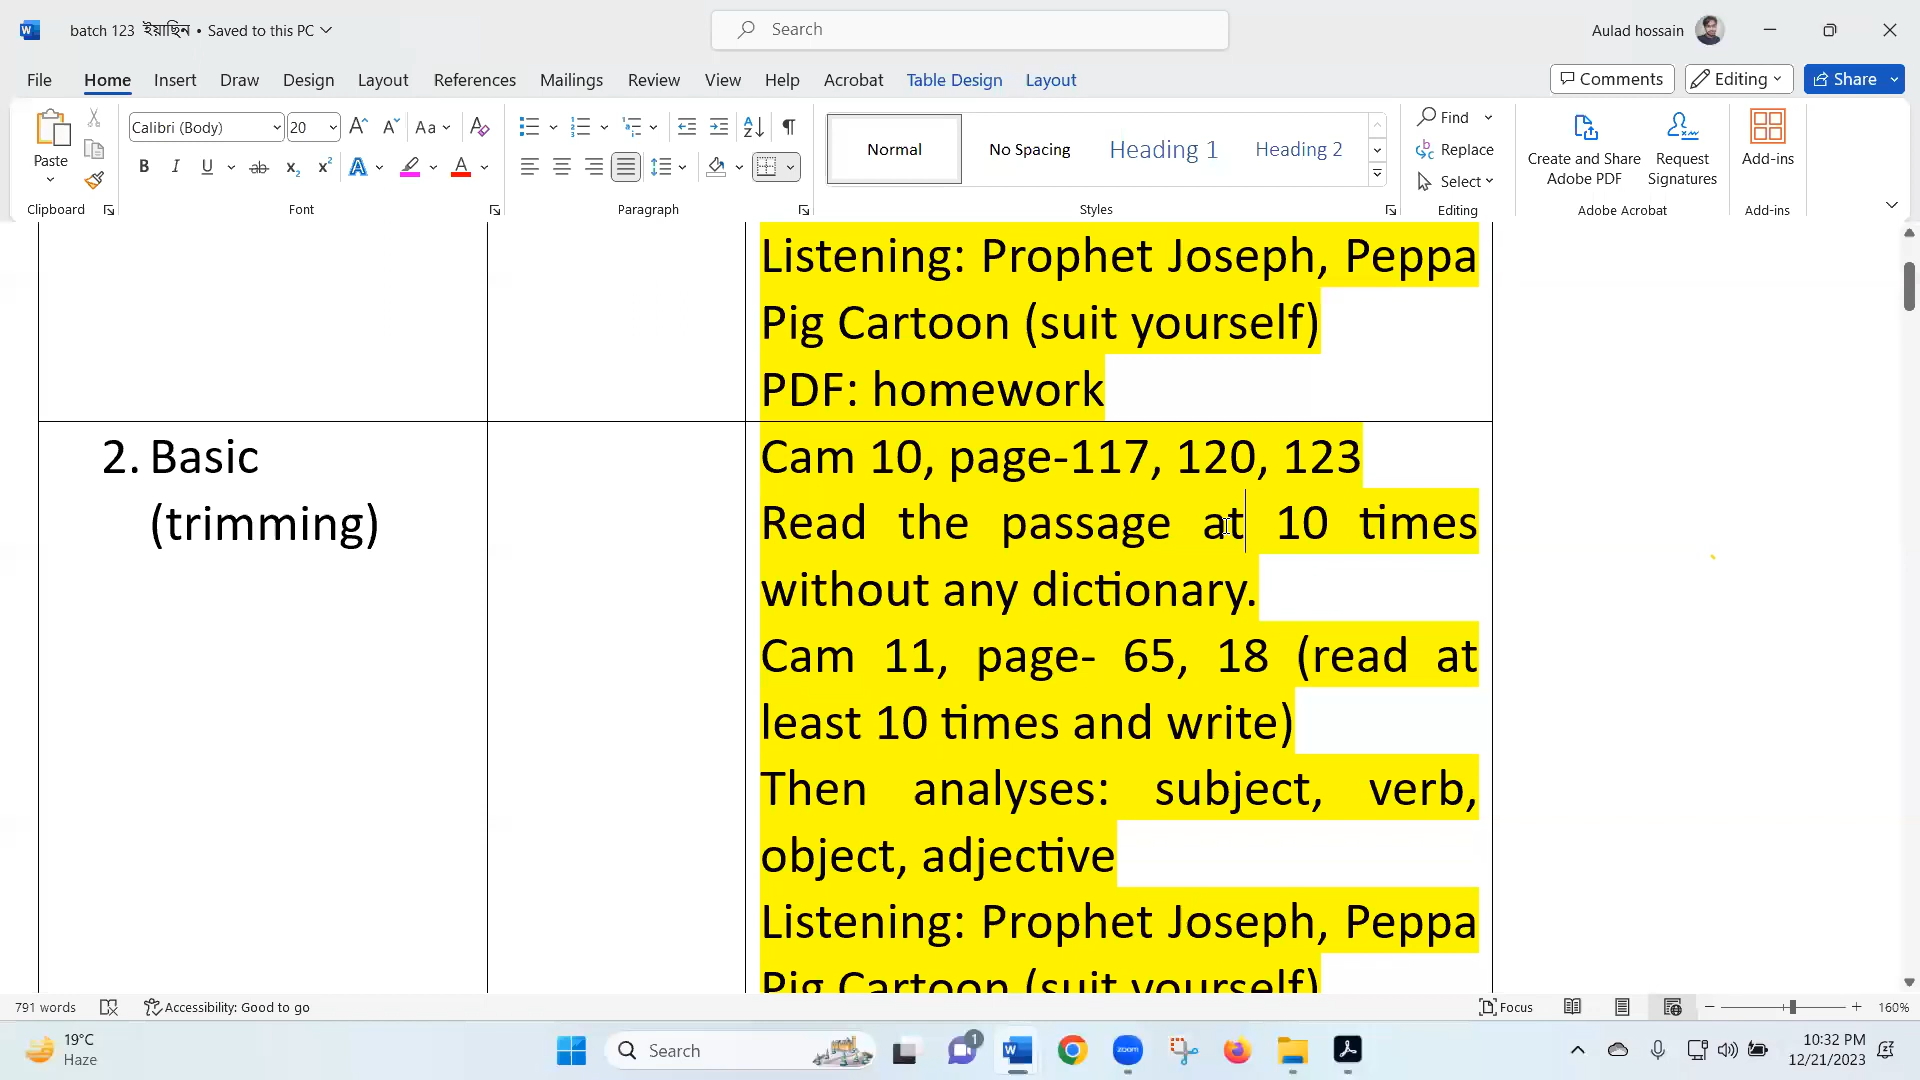 batch 123 ইয়াছিন • Saved to this PC
Search
Aulad hossain
File Home Insert Draw Design Layout References Mailings Review View Help Acrobat Table Design Layout
Comments Editing Share
Paste
Calibri (Body) 20
Normal No Spacing Heading 1 Heading 2
Find
Replace
Select
Create and Share Adobe PDF
Request Signatures
Add-ins
Clipboard Font Paragraph Styles Editing Adobe Acrobat Add-ins
Listening: Prophet Joseph, Peppa
Pig Cartoon (suit yourself)
PDF: homework
2. Basic
(trimming)
Cam 10, page-117, 120, 123
Read the passage at 10 times
without any dictionary.
Cam 11, page- 65, 18 (read at
least 10 times and write)
Then analyses: subject, verb,
object, adjective
Listening: Prophet Joseph, Peppa
Pig Cartoon (suit yourself)
791 words Accessibility: Good to go Focus 160%
19°C
Haze
Search
1
zoom
10:32 PM
12/21/2023